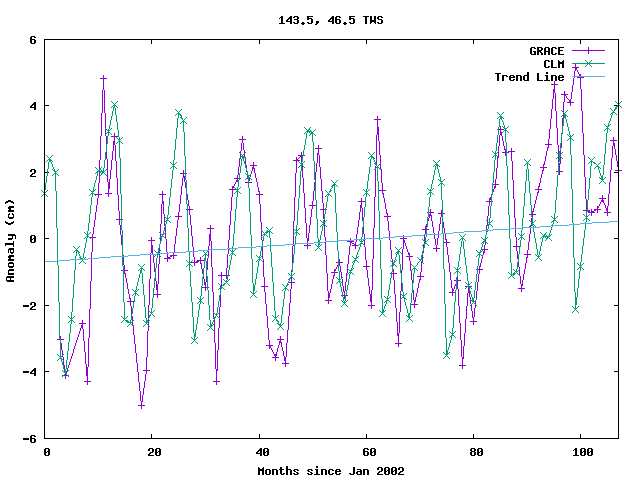 143.5, 46.5 TWS
GRACE
CLM
Trend Line
Anomaly (cm)
6
4
2
0
-2
-4
-6
0 20 40 60 80 100
Months since Jan 2002